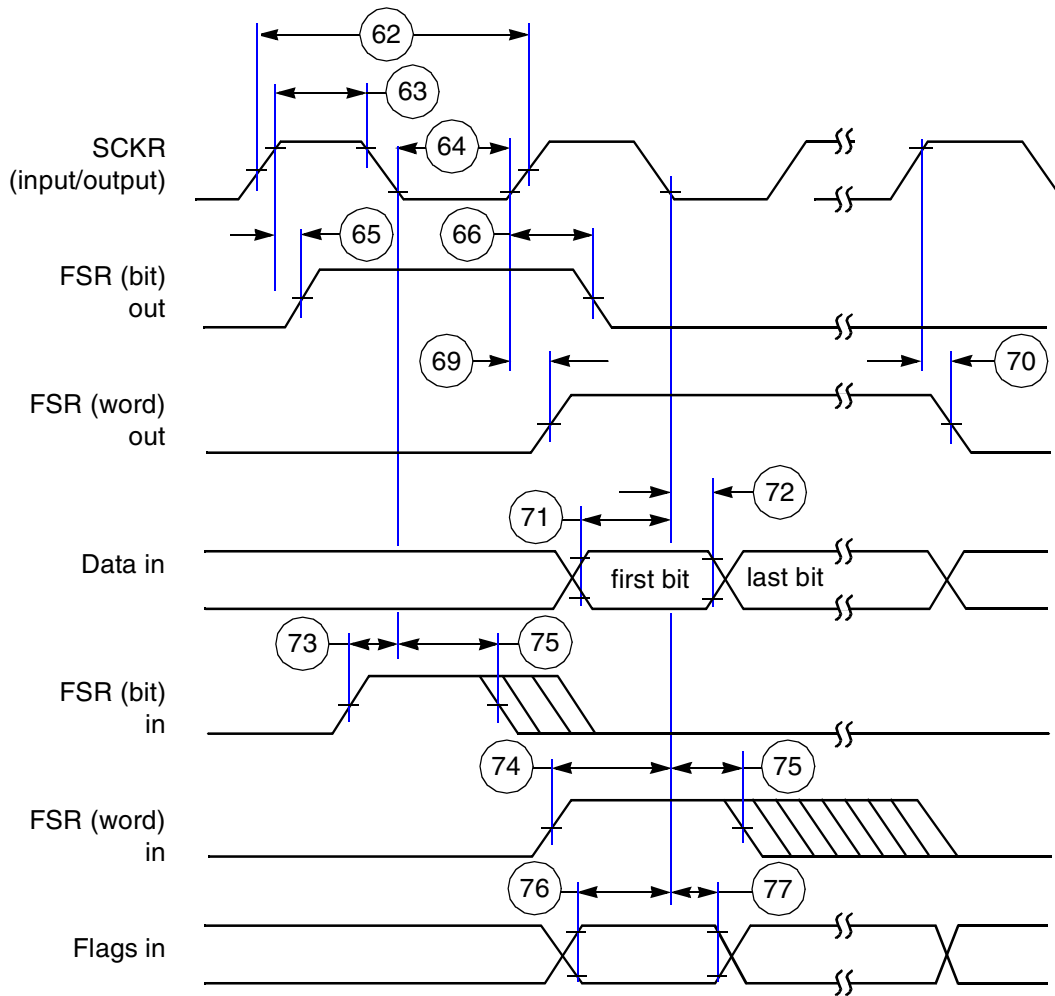 62
63
SCKR
(input/output)
64
65
66
FSR (bit)
out
69
70
FSR (word)
out
71
72
Data in
first bit
last bit
73
75
FSR (bit)
in
74
75
FSR (word)
in
76
77
Flags in